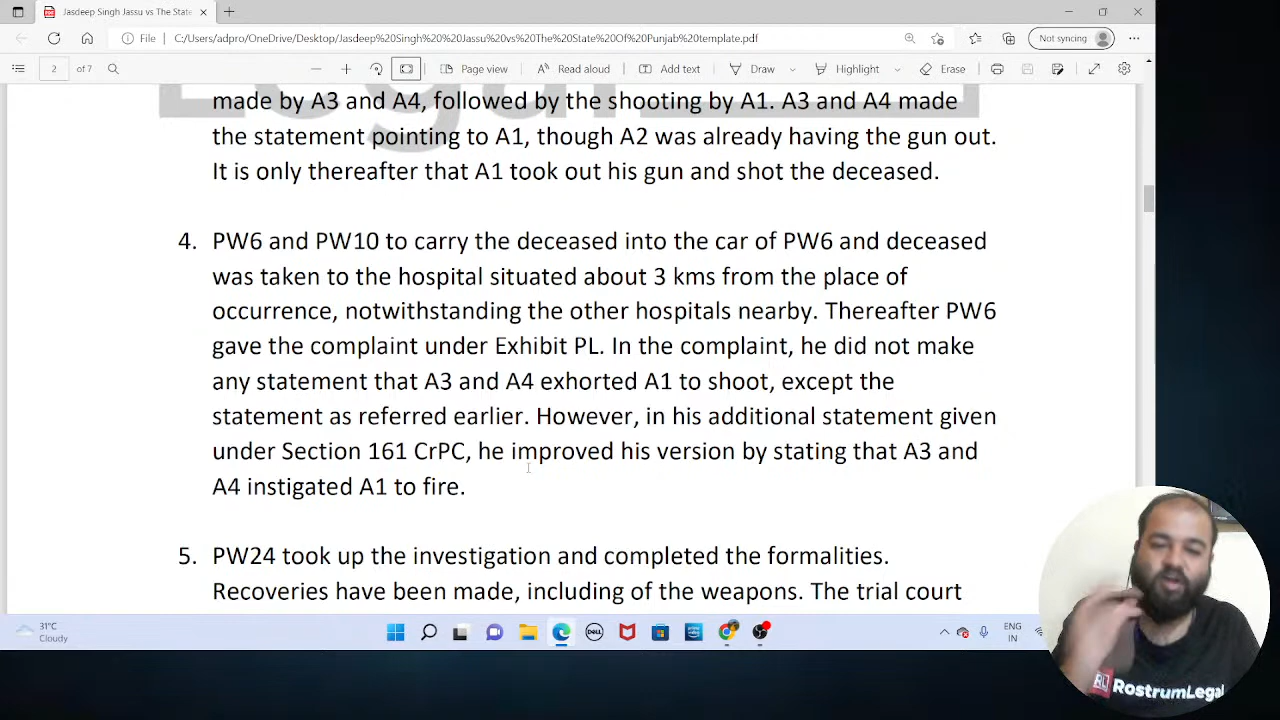 Jasdeep Singh Jassu vs The State
File
C:/Users/adpro/OneDrive/Desktop/Jasdeep%20Singh%20%20Jassu%20vs%20The%20State%20Of%20Punjab%20template.pdf
Not syncing
2 of 7
Page view
Read aloud
Add text
Draw
Highlight
Erase
made by A3 and A4, followed by the shooting by A1. A3 and A4 made
the statement pointing to A1, though A2 was already having the gun out.
It is only thereafter that A1 took out his gun and shot the deceased.
4. PW6 and PW10 to carry the deceased into the car of PW6 and deceased
was taken to the hospital situated about 3 kms from the place of
occurrence, notwithstanding the other hospitals nearby. Thereafter PW6
gave the complaint under Exhibit PL. In the complaint, he did not make
any statement that A3 and A4 exhorted A1 to shoot, except the
statement as referred earlier. However, in his additional statement given
under Section 161 CrPC, he improved his version by stating that A3 and
A4 instigated A1 to fire.
5. PW24 took up the investigation and completed the formalities.
Recoveries have been made, including of the weapons. The trial court
31°C
Cloudy
DELL
ENG
IN
RL RostrumLegal